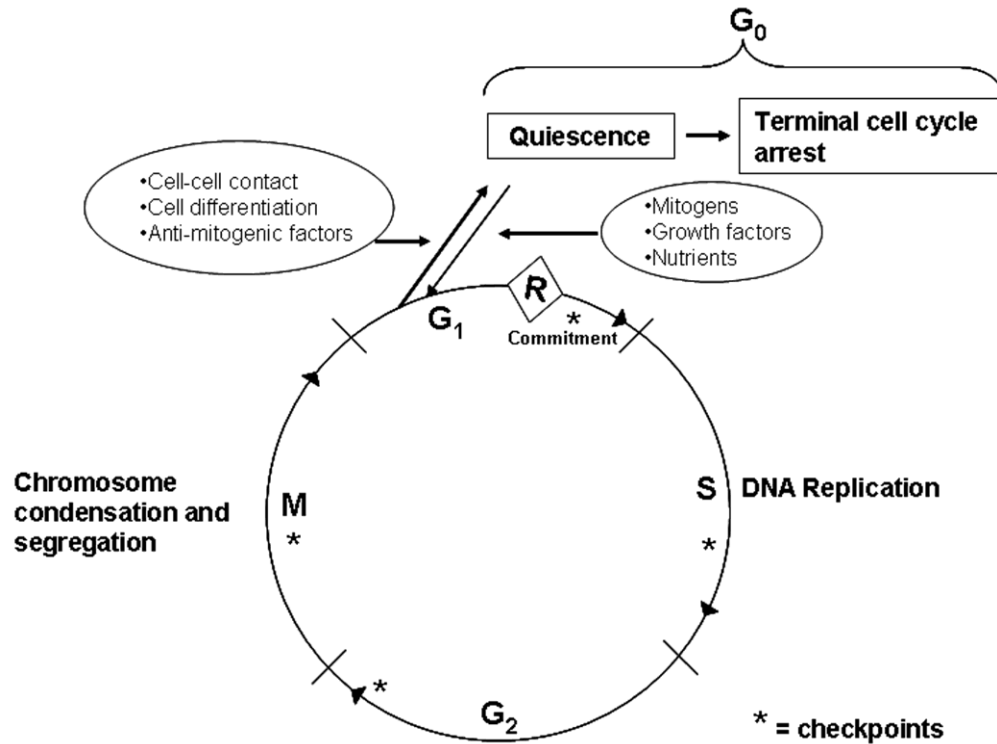 G₀
Quiescence
Terminal cell cycle
arrest
•Cell-cell contact
•Cell differentiation
•Anti-mitogenic factors
•Mitogens
•Growth factors
•Nutrients
R
G₁
*
Commitment
Chromosome
condensation and
segregation
M
*
S
DNA Replication
*
*
G₂
* = checkpoints